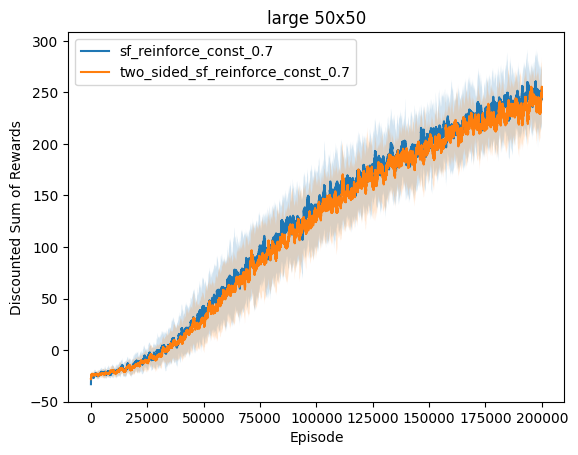 large 50x50
sf_reinforce_const_0.7
two_sided_sf_reinforce_const_0.7
Discounted Sum of Rewards
300
250
200
150
100
50
0
−50
0 25000 50000 75000 100000 125000 150000 175000 200000
Episode